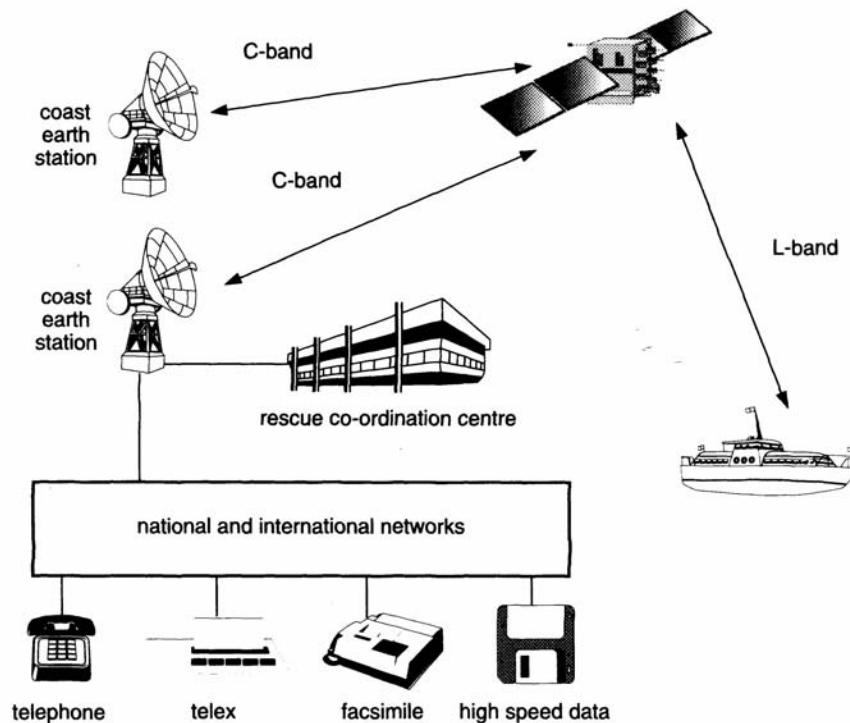 C-band
coast
earth
station
C-band
L-band
coast
earth
station
rescue co-ordination centre
national and international networks
telephone
telex
facsimile
high speed data